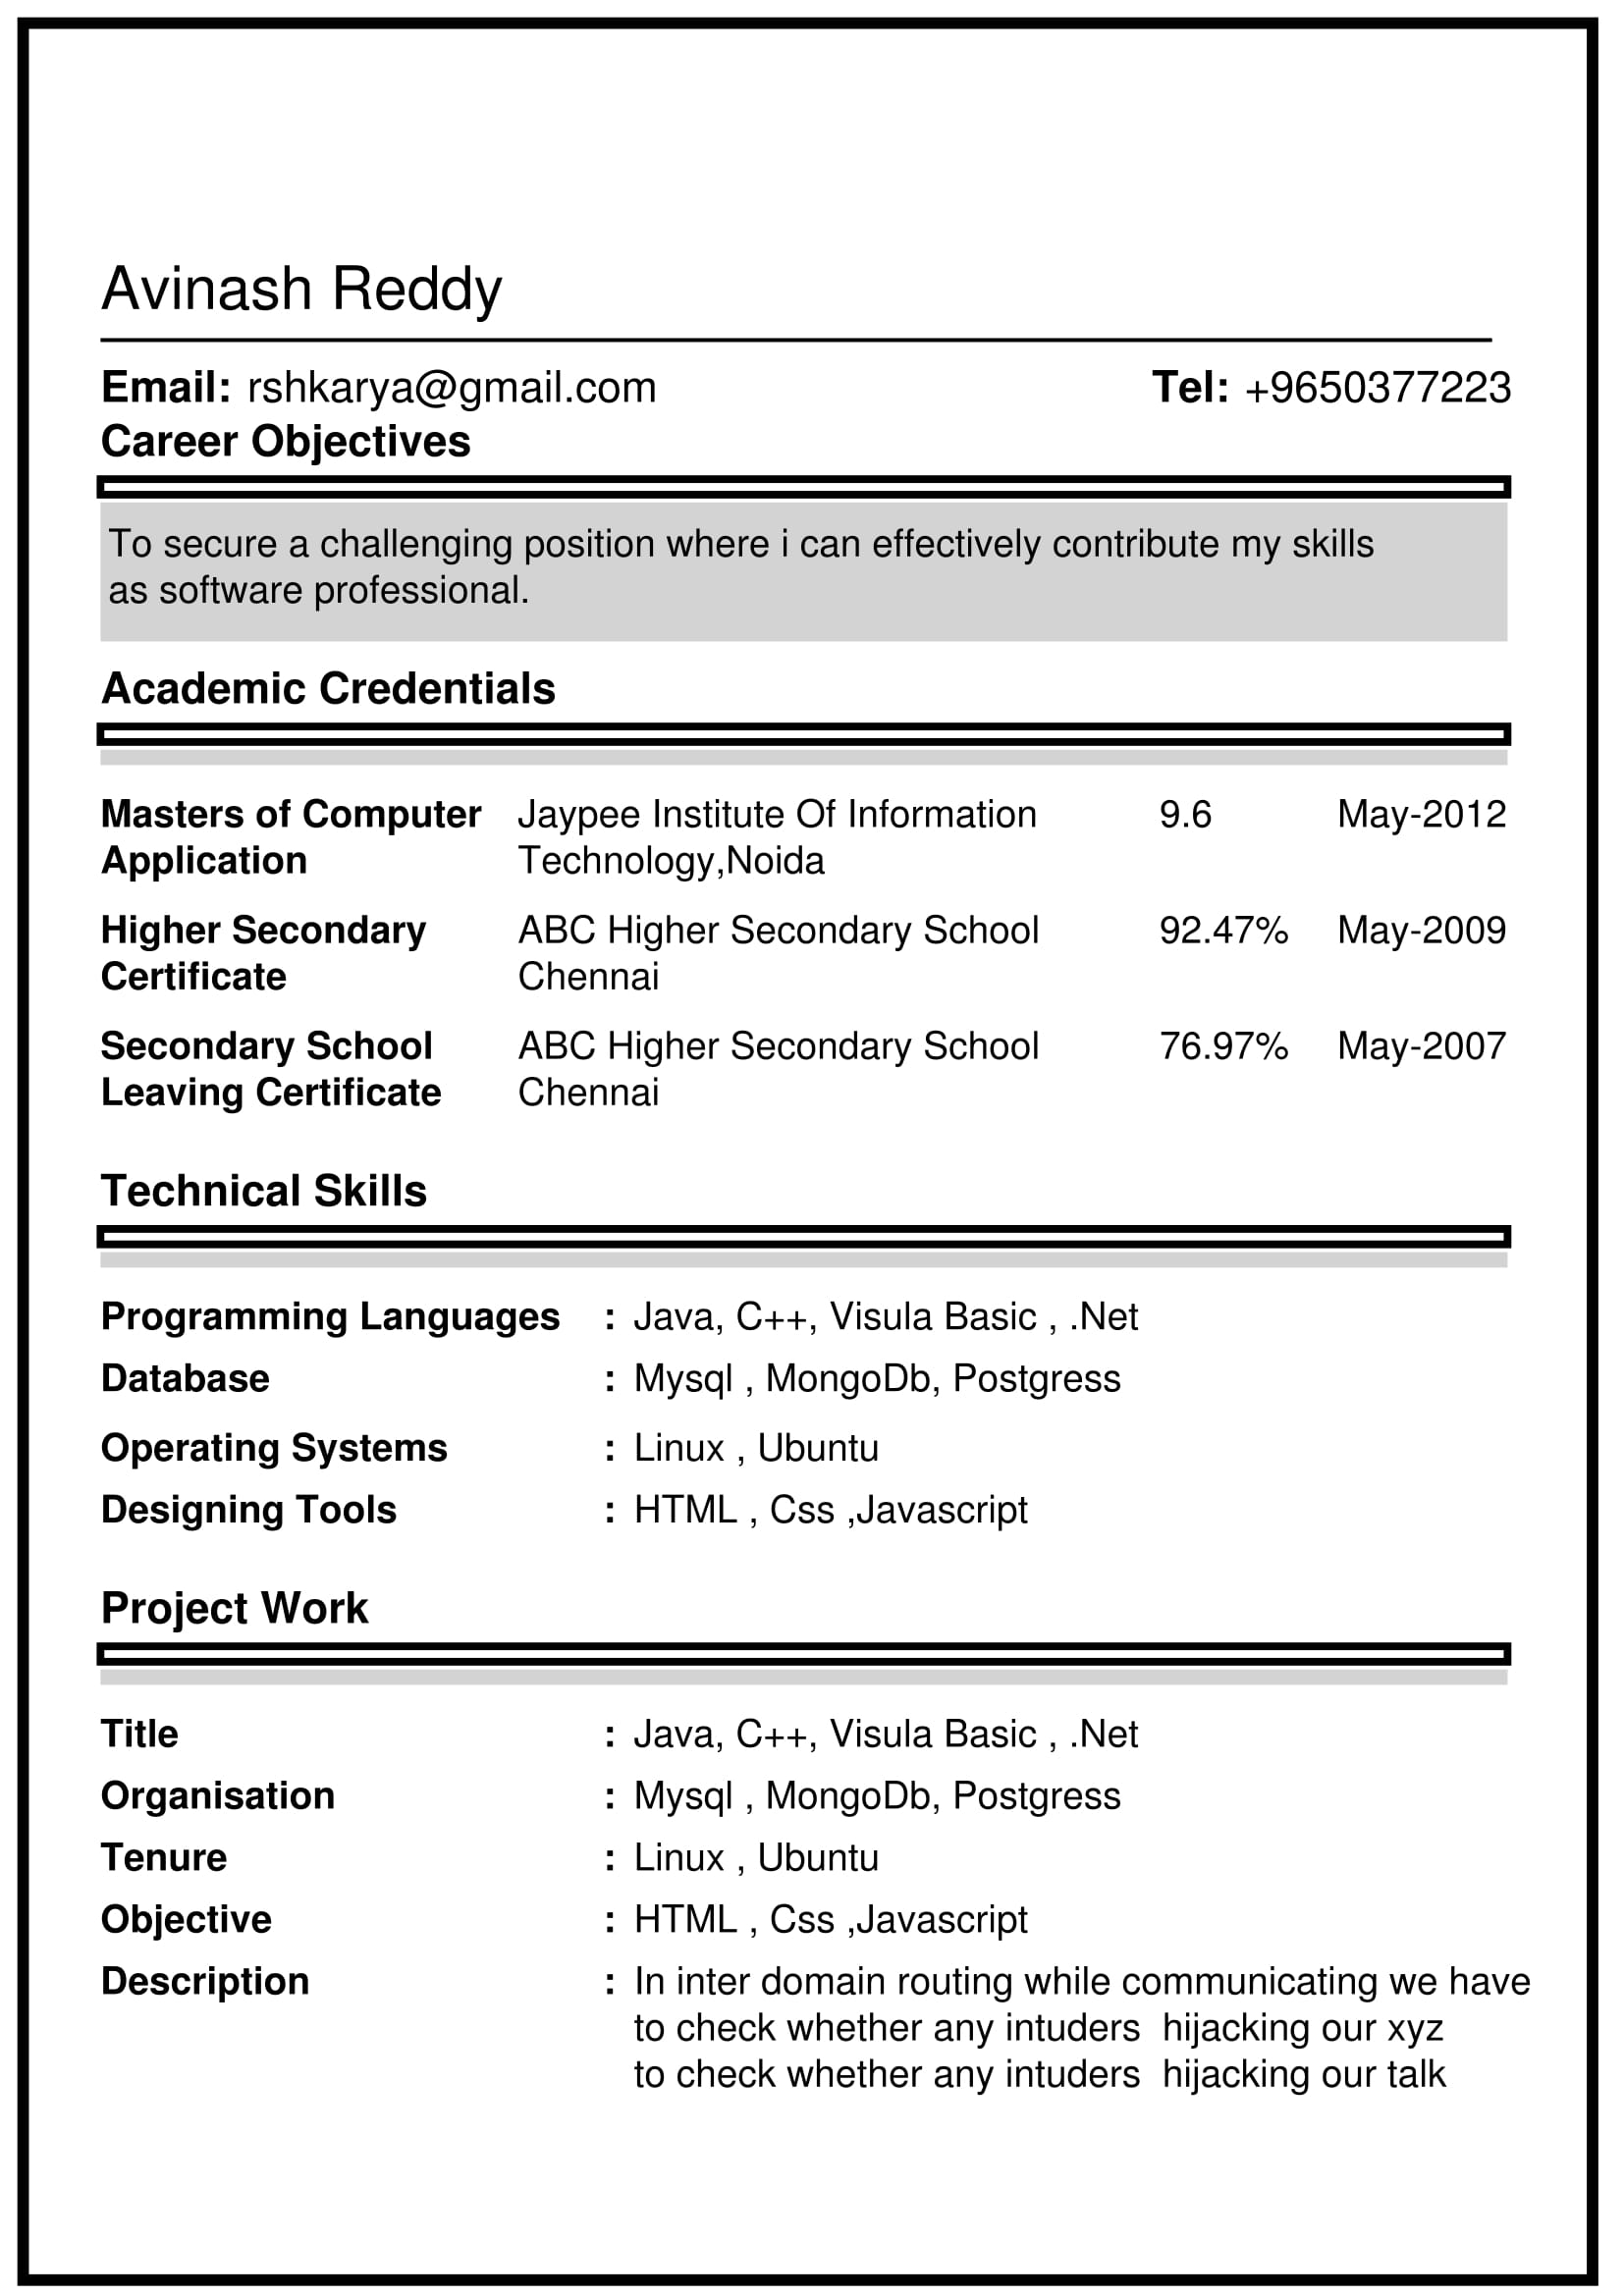 Avinash Reddy
Email: rshkarya@gmail.com Tel: +9650377223
Career Objectives
To secure a challenging position where i can effectively contribute my skills
as software professional.
Academic Credentials
Masters of Computer Jaypee Institute Of Information 9.6 May-2012
Application Technology,Noida
Higher Secondary ABC Higher Secondary School 92.47% May-2009
Certificate Chennai
Secondary School ABC Higher Secondary School 76.97% May-2007
Leaving Certificate Chennai
Technical Skills
Programming Languages : Java, C++, Visula Basic , .Net
Database : Mysql , MongoDb, Postgress
Operating Systems : Linux , Ubuntu
Designing Tools : HTML , Css ,Javascript
Project Work
Title : Java, C++, Visula Basic , .Net
Organisation : Mysql , MongoDb, Postgress
Tenure : Linux , Ubuntu
Objective : HTML , Css ,Javascript
Description : In inter domain routing while communicating we have
to check whether any intuders  hijacking our xyz
to check whether any intuders  hijacking our talk